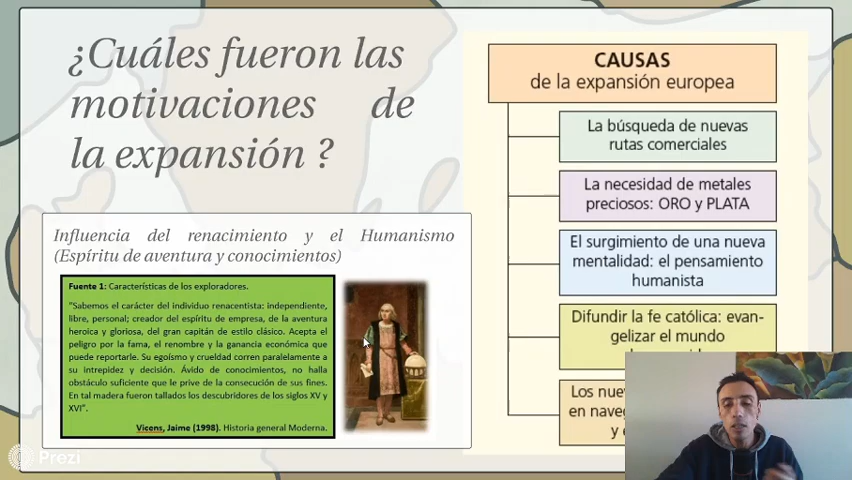 ¿Cuáles fueron las
motivaciones de
la expansión ?
Influencia del renacimiento y el Humanismo
(Espíritu de aventura y conocimientos)
Fuente 1: Características de los exploradores.
"Sabemos el carácter del individuo renacentista: independiente,
libre, personal; creador del espíritu de empresa, de la aventura
heroica y gloriosa, del gran capitán de estilo clásico. Acepta el
peligro por la fama, el renombre y la ganancia económica que
puede reportarle. Su egoísmo y crueldad corren paralelamente a
su intrepidez y decisión. Ávido de conocimientos, no halla
obstáculo suficiente que le prive de la consecución de sus fines.
En tal madera fueron tallados los descubridores de los siglos XV y
XVI".
Vicens, Jaime (1998). Historia general Moderna.
CAUSAS
de la expansión europea
La búsqueda de nuevas
rutas comerciales
La necesidad de metales
preciosos: ORO y PLATA
El surgimiento de una nueva
mentalidad: el pensamiento
humanista
Difundir la fe católica: evan-
gelizar el mundo
Los
en
y
Prezi